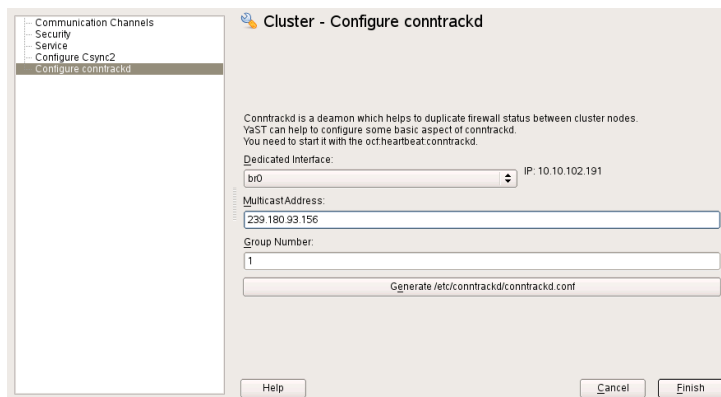 Communication Channels
Security
Service
Configure Csync2
Configure conntrackd
Cluster - Configure conntrackd
Conntrackd is a deamon which helps to duplicate firewall status between cluster nodes.
YaST can help to configure some basic aspect of conntrackd.
You need to start it with the ocf:heartbeat:conntrackd.
Dedicated Interface:
br0
IP: 10.10.102.191
Multicast Address:
239.180.93.156
Group Number:
1
Generate /etc/conntrackd/conntrackd.conf
Help
Cancel
Finish